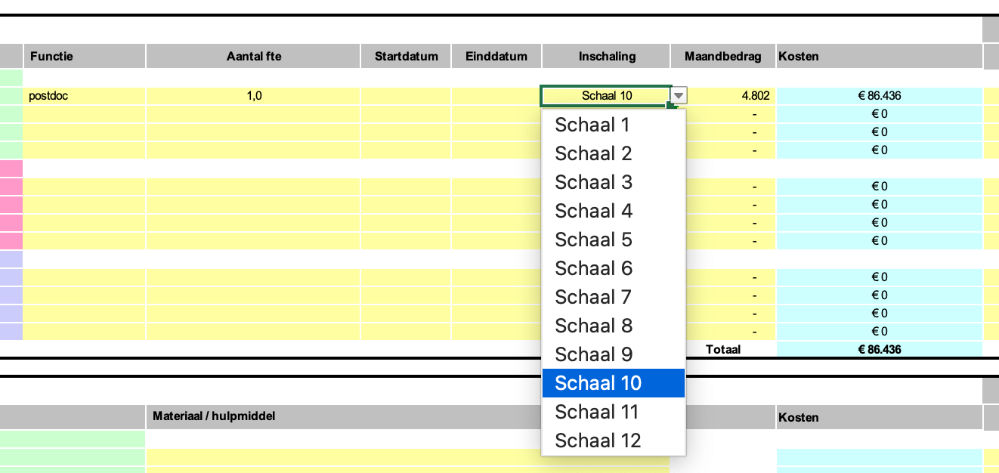 Functie Aantal fte Startdatum Einddatum Inschaling Maandbedrag Kosten
postdoc 1,0 Schaal 10 4.802 € 86.436
- € 0
- € 0
- € 0
- € 0
- € 0
- € 0
- € 0
- € 0
- € 0
- € 0
- € 0
Totaal € 86.436
Schaal 1
Schaal 2
Schaal 3
Schaal 4
Schaal 5
Schaal 6
Schaal 7
Schaal 8
Schaal 9
Schaal 10
Schaal 11
Schaal 12
Materiaal / hulpmiddel Kosten